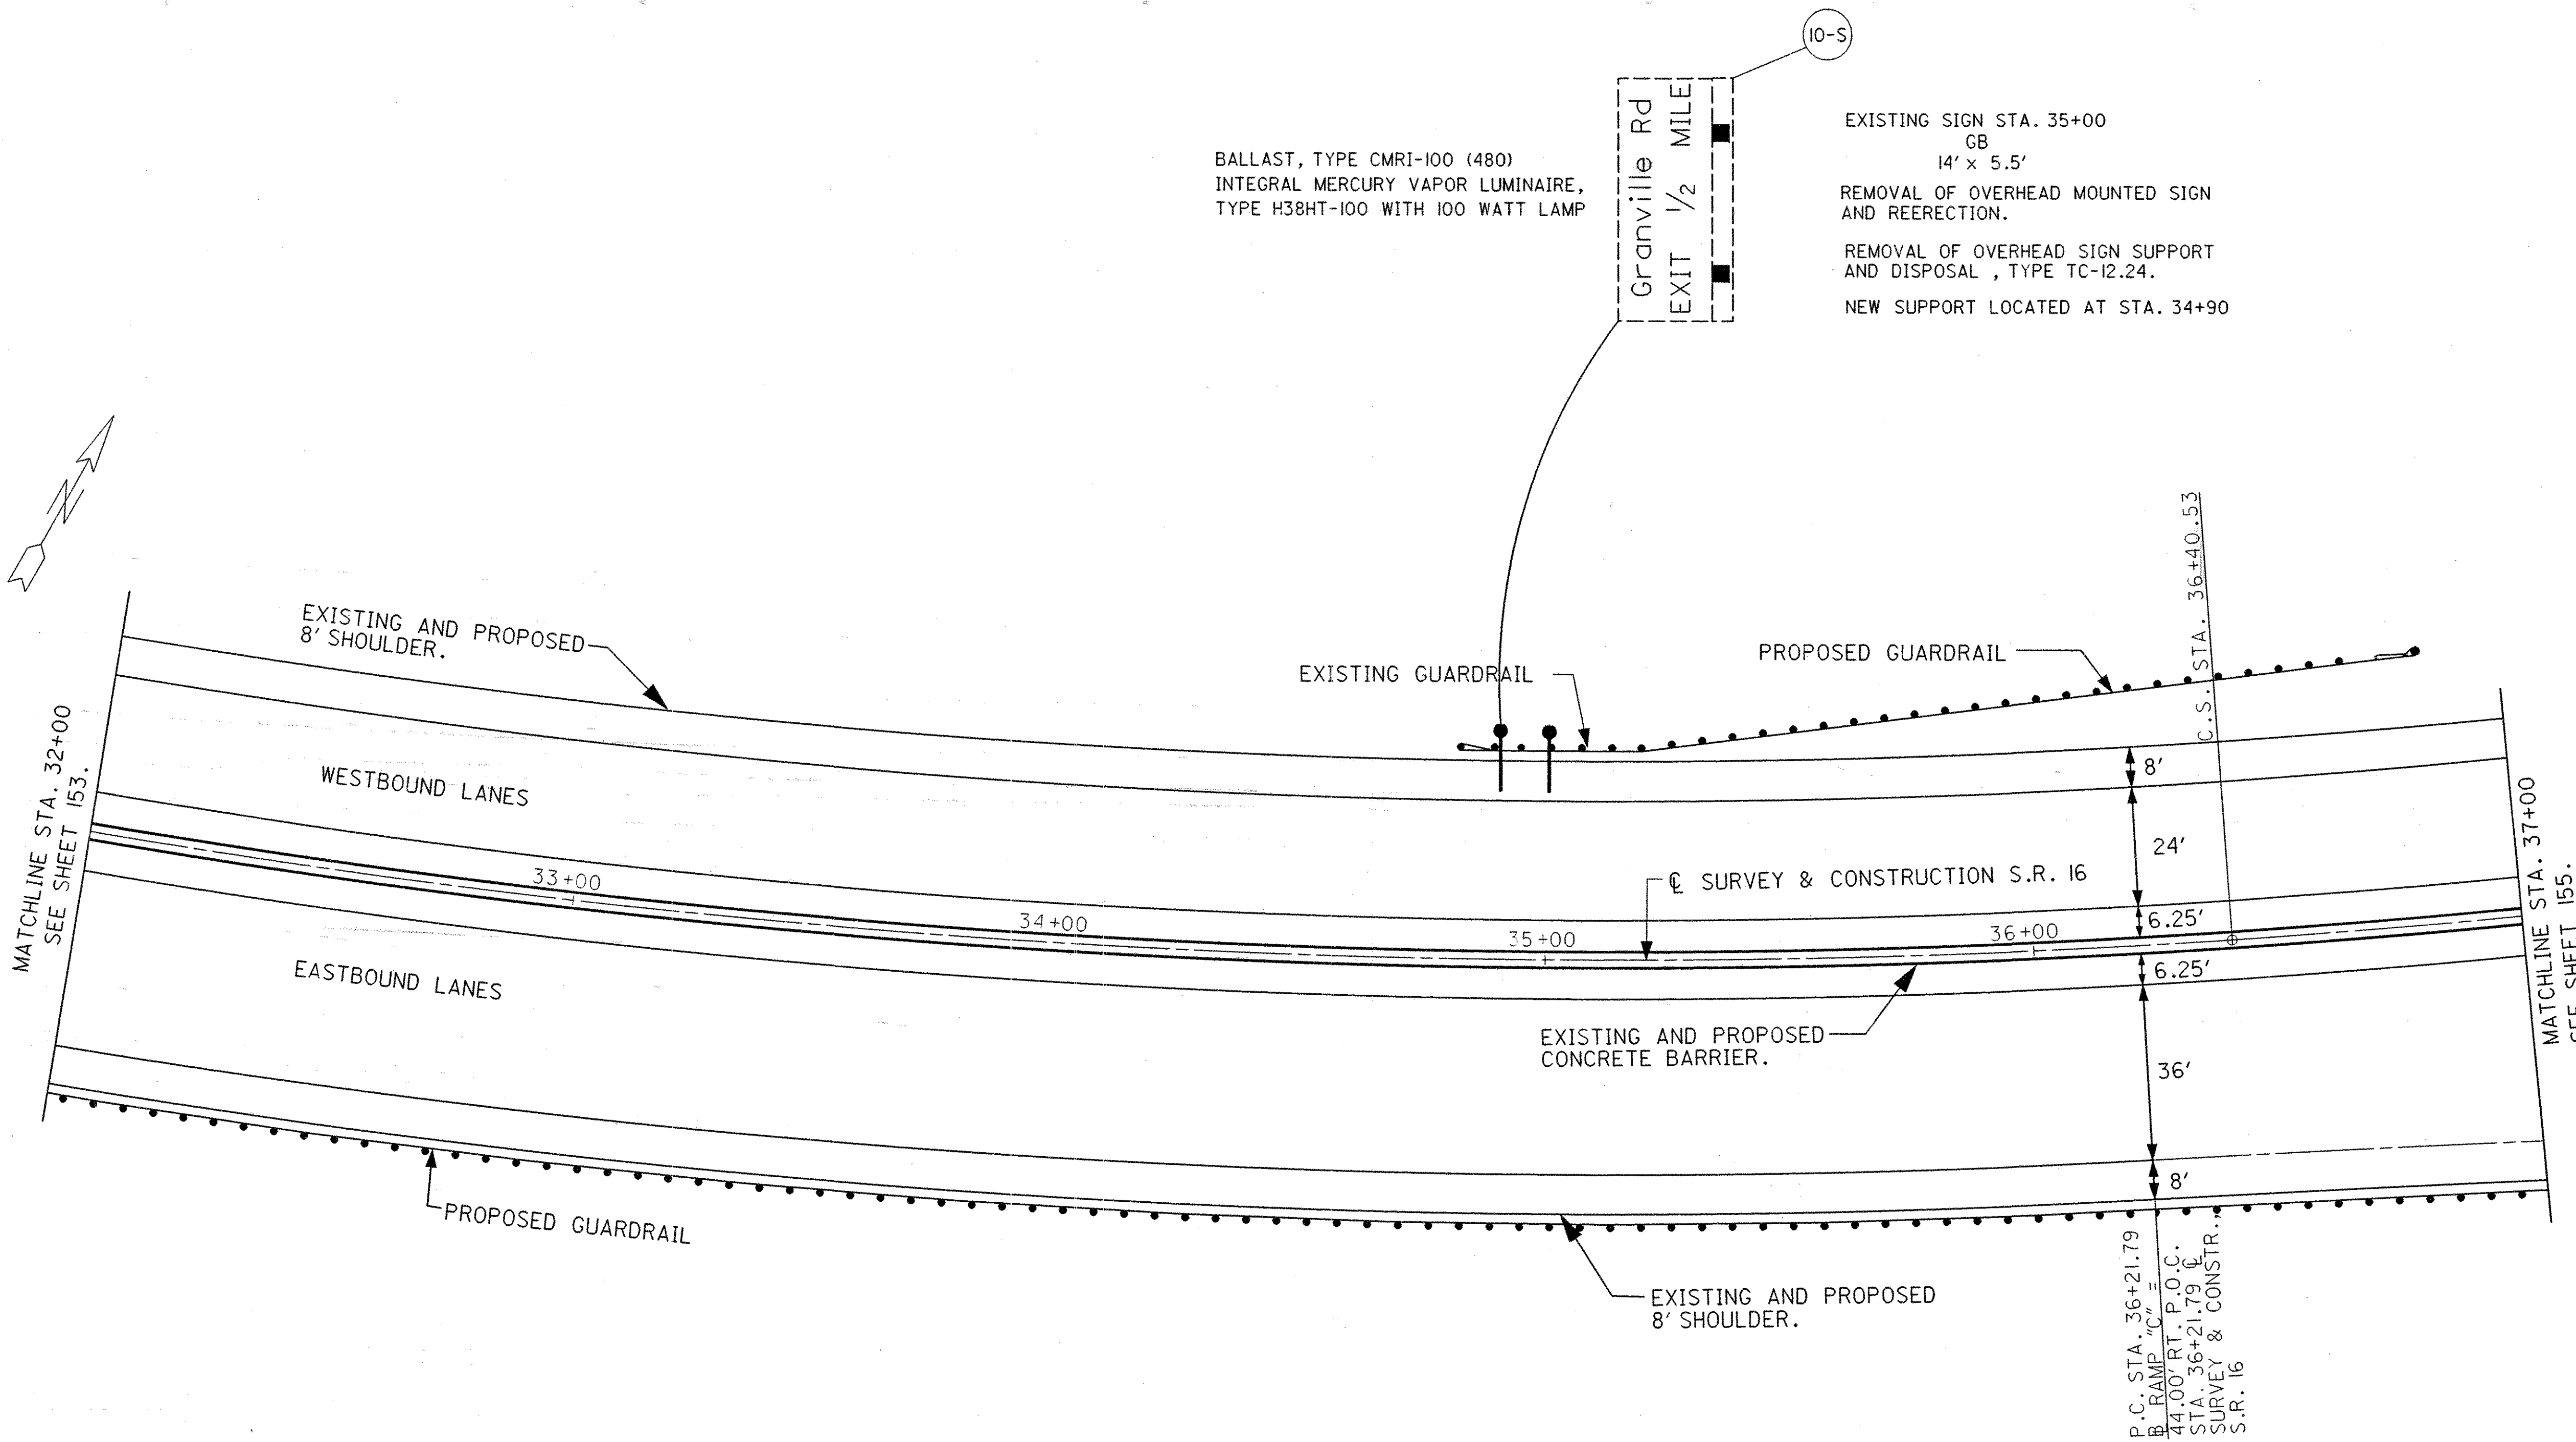 10-S
Granville Rd
EXIT 1/2 MILE
BALLAST, TYPE CMRI-100 (480)
INTEGRAL MERCURY VAPOR LUMINAIRE,
TYPE H38HT-100 WITH 100 WATT LAMP
EXISTING SIGN STA. 35+00
GB
14' x 5.5'
REMOVAL OF OVERHEAD MOUNTED SIGN
AND REERECTION.
REMOVAL OF OVERHEAD SIGN SUPPORT
AND DISPOSAL , TYPE TC-12.24.
NEW SUPPORT LOCATED AT STA. 34+90
N
EXISTING AND PROPOSED
8' SHOULDER.
EXISTING GUARDRAIL
PROPOSED GUARDRAIL
C.S. STA. 36+40.53
MATCHLINE STA. 32+00
SEE SHEET 153.
WESTBOUND LANES
33+00
34+00
35+00
36+00
℄ SURVEY & CONSTRUCTION S.R. 16
8'
24'
6.25'
6.25'
36'
8'
MATCHLINE STA. 37+00
SEE SHEET 155.
EASTBOUND LANES
EXISTING AND PROPOSED
CONCRETE BARRIER.
PROPOSED GUARDRAIL
EXISTING AND PROPOSED
8' SHOULDER.
P.C. STA. 36+21.79
B RAMP "C" =
44.00' RT. P.O.C.
STA. 36+21.79 ℄
SURVEY & CONSTR.,
S.R. 16